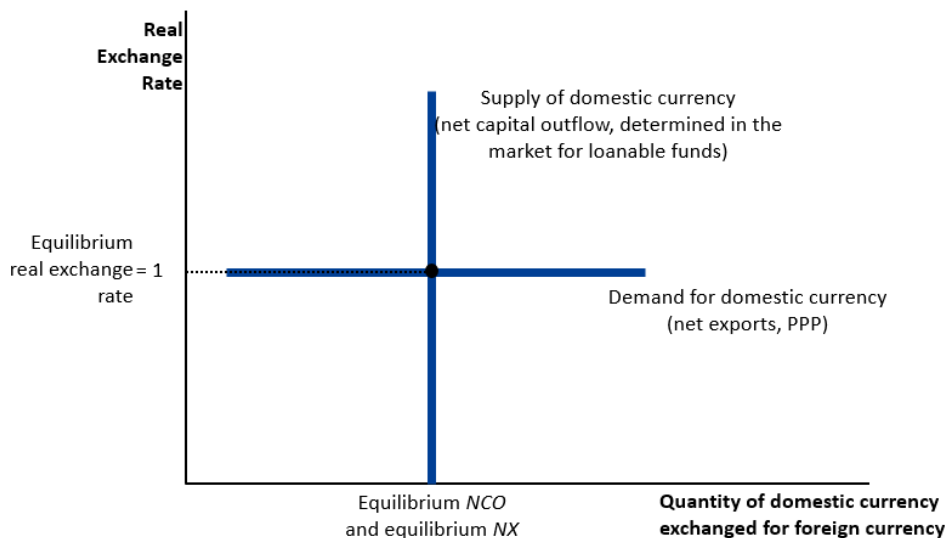 Real
Exchange
Rate
Supply of domestic currency
(net capital outflow, determined in the
market for loanable funds)
Equilibrium
real exchange = 1
rate
Demand for domestic currency
(net exports, PPP)
Equilibrium NCO
and equilibrium NX
Quantity of domestic currency
exchanged for foreign currency